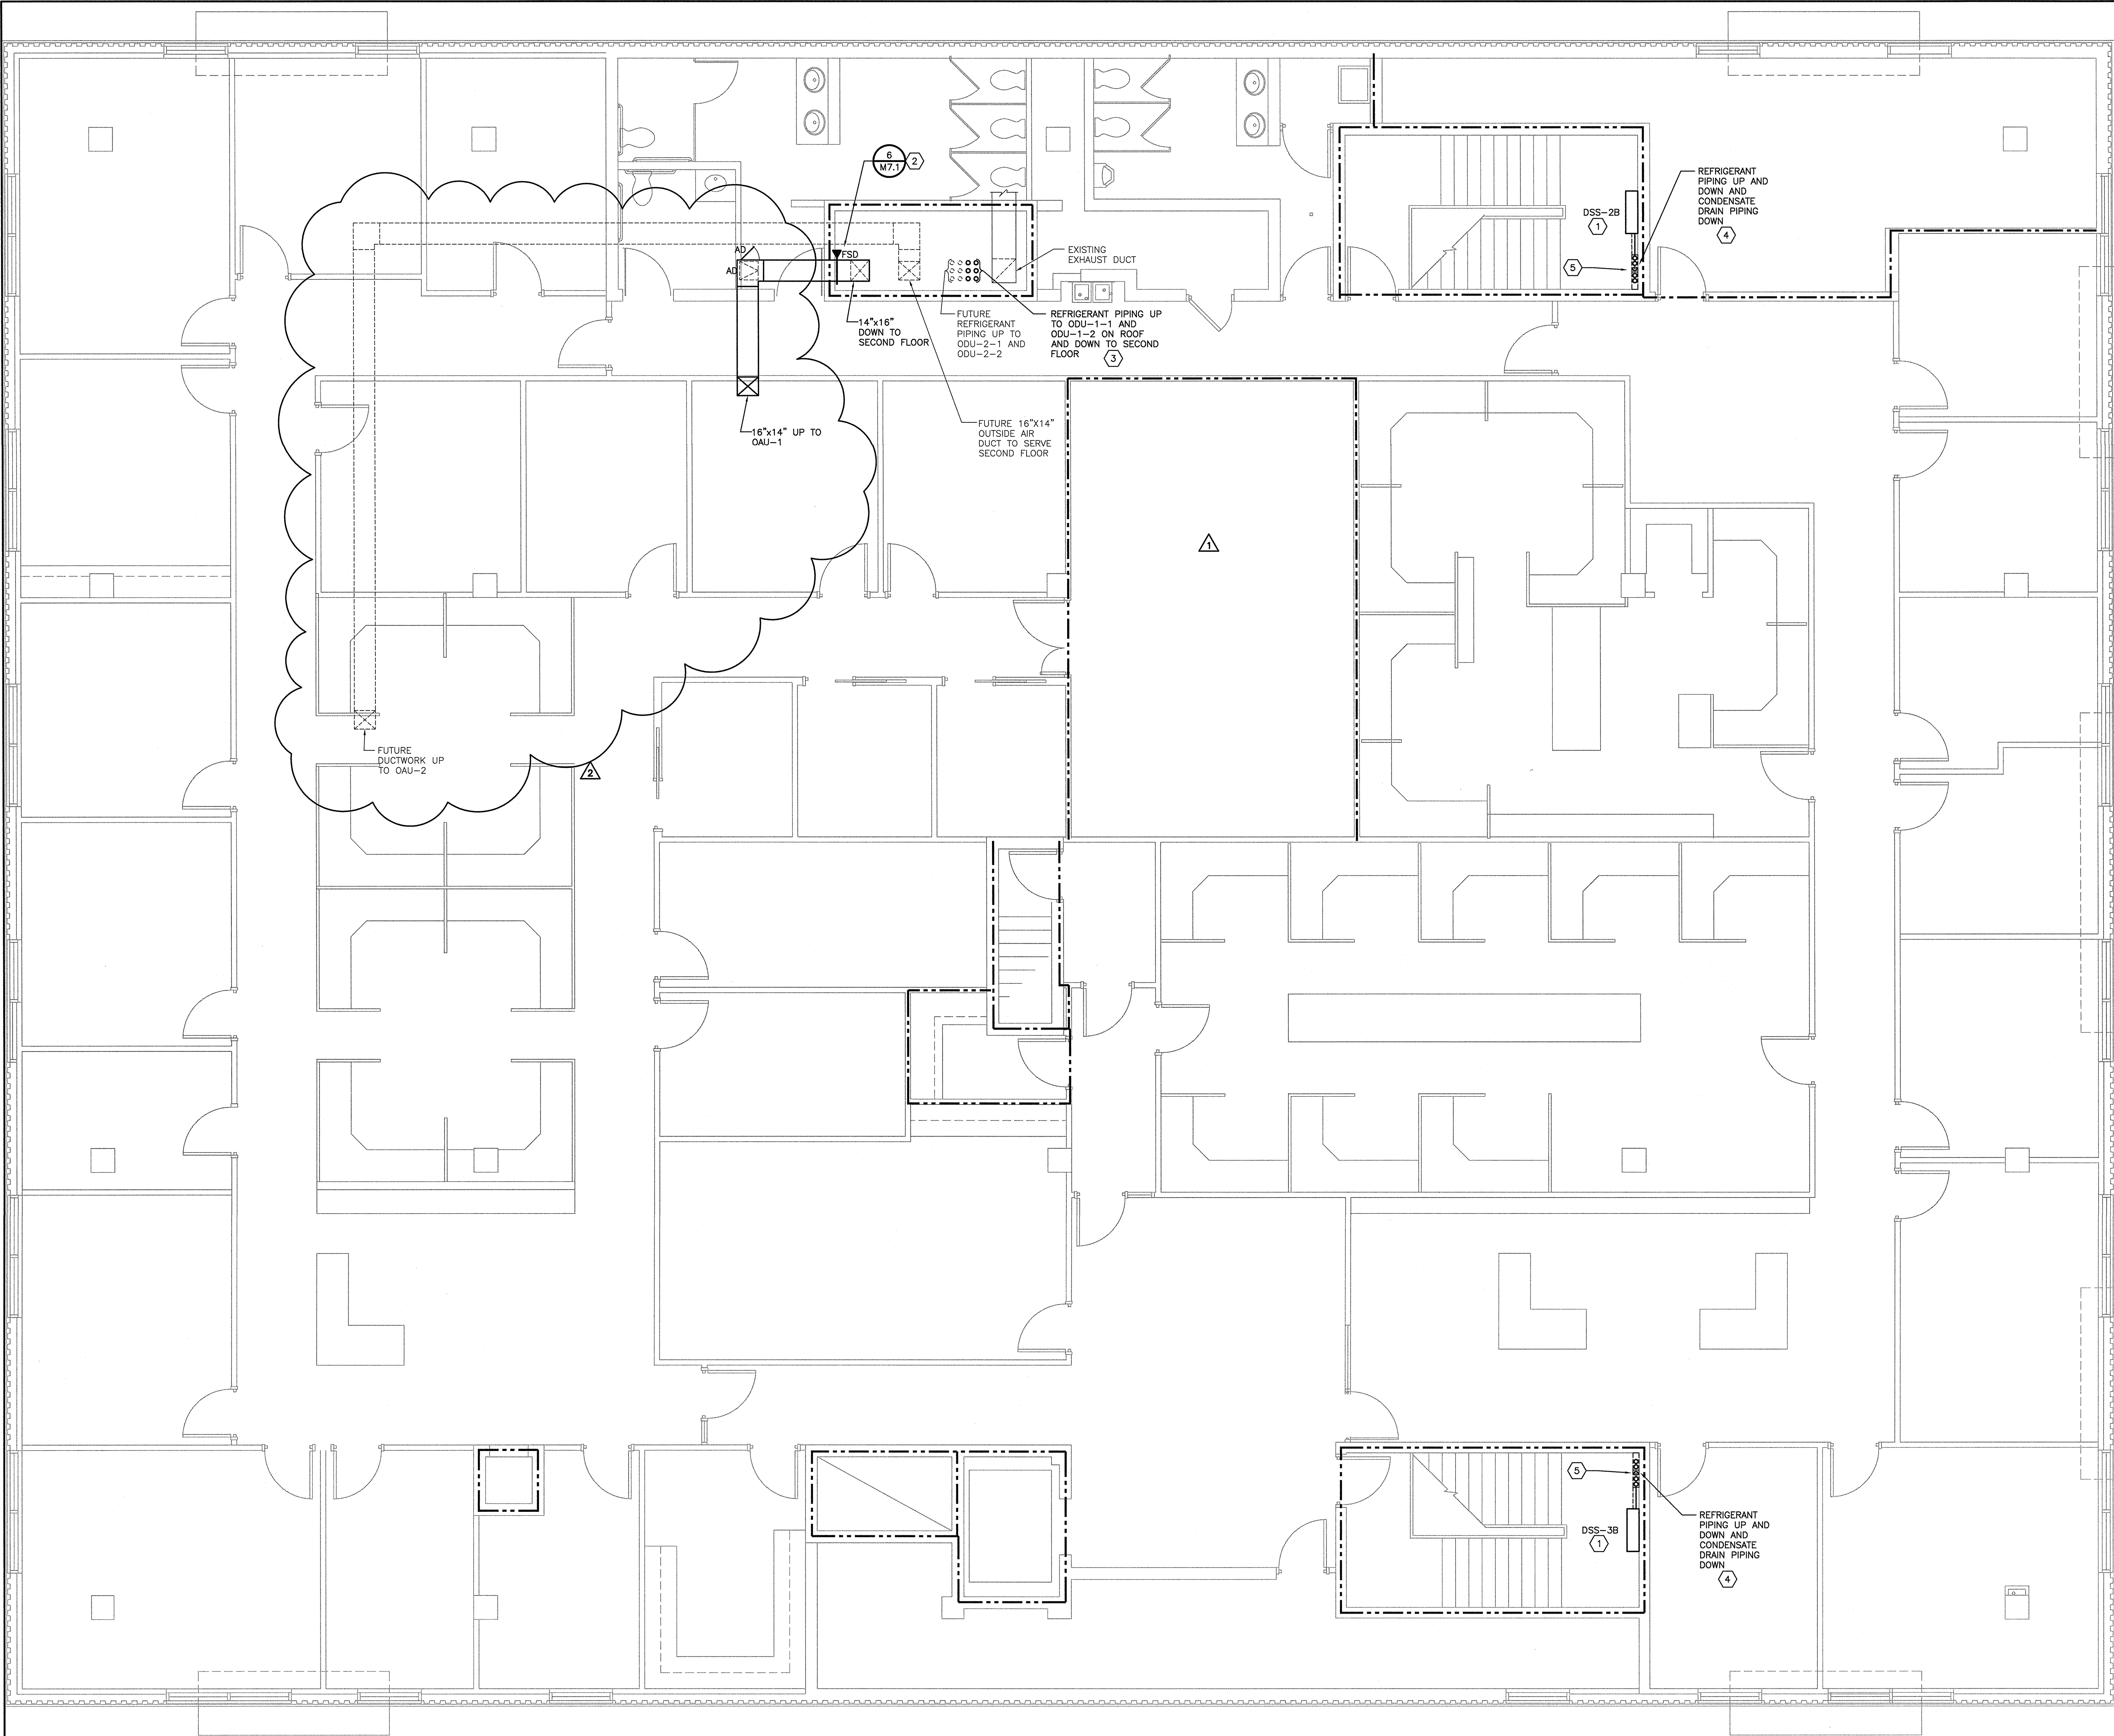 6
M7.1
2
REFRIGERANT
PIPING UP AND
DOWN AND
CONDENSATE
DRAIN PIPING
DOWN
4
DSS-2B
1
5
AD
AD
FSD
EXISTING
EXHAUST DUCT
14"x16"
DOWN TO
SECOND FLOOR
FUTURE
REFRIGERANT
PIPING UP TO
ODU-2-1 AND
ODU-2-2
REFRIGERANT PIPING UP
TO ODU-1-1 AND
ODU-1-2 ON ROOF
AND DOWN TO SECOND
FLOOR
3
16"x14" UP TO
OAU-1
FUTURE 16"X14"
OUTSIDE AIR
DUCT TO SERVE
SECOND FLOOR
1
FUTURE
DUCTWORK UP
TO OAU-2
2
5
DSS-3B
1
REFRIGERANT
PIPING UP AND
DOWN AND
CONDENSATE
DRAIN PIPING
DOWN
4